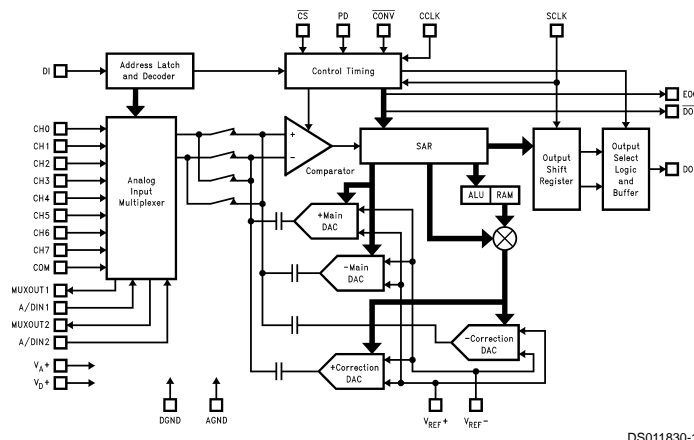 CS
PD
CONV
CCLK
SCLK
DI
Address Latch
and Decoder
Control Timing
EOC
DO
CH0
CH1
CH2
CH3
CH4
CH5
CH6
CH7
COM
Analog
Input
Multiplexer
+
−
Comparator
SAR
Output
Shift
Register
Output
Select
Logic
and
Buffer
DO
ALU
RAM
+Main
DAC
−Main
DAC
MUXOUT1
A/DIN1
MUXOUT2
A/DIN2
−Correction
DAC
+Correction
DAC
VA+
VD+
DGND
AGND
VREF+
VREF−